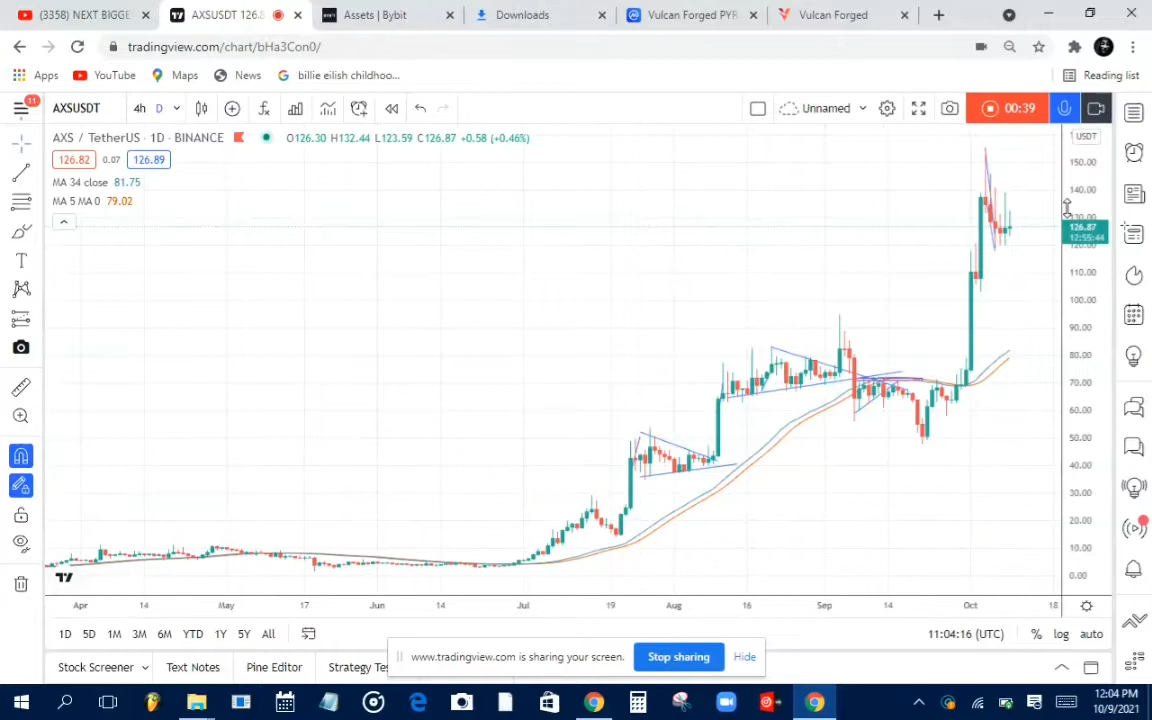 (3358) NEXT BIGGE
AXSUSDT 126.8
Assets | Bybit
Downloads
Vulcan Forged PYR
Vulcan Forged
tradingview.com/chart/bHa3Con0/
Apps
YouTube
Maps
News
billie eilish childhoo...
Reading list
11
AXSUSDT
4h
D
Unnamed
00:39
AXS / TetherUS · 1D · BINANCE
O126.30 H132.44 L123.59 C126.87 +0.58 (+0.46%)
USDT
126.82
0.07
126.89
MA 34 close 81.75
MA 5 MA 0 79.02
150.00
140.00
130.00
126.87
12:55:44
110.00
100.00
90.00
80.00
70.00
60.00
50.00
40.00
30.00
20.00
10.00
0.00
Apr
14
May
17
Jun
14
Jul
19
Aug
16
Sep
14
Oct
18
1D
5D
1M
3M
6M
YTD
1Y
5Y
All
11:04:16 (UTC)
%
log
auto
www.tradingview.com is sharing your screen.
Stop sharing
Hide
Stock Screener
Text Notes
Pine Editor
Strategy Tes
12:04 PM
10/9/2021